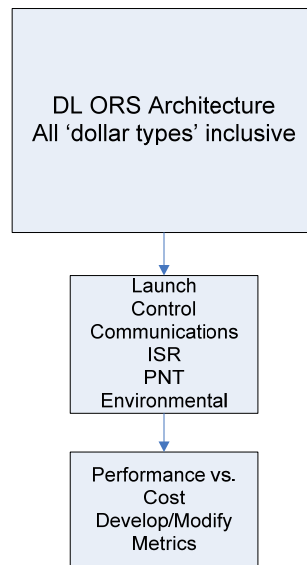 DL ORS Architecture
All ‘dollar types’ inclusive
Launch
Control
Communications
ISR
PNT
Environmental
Performance vs.
Cost
Develop/Modify
Metrics